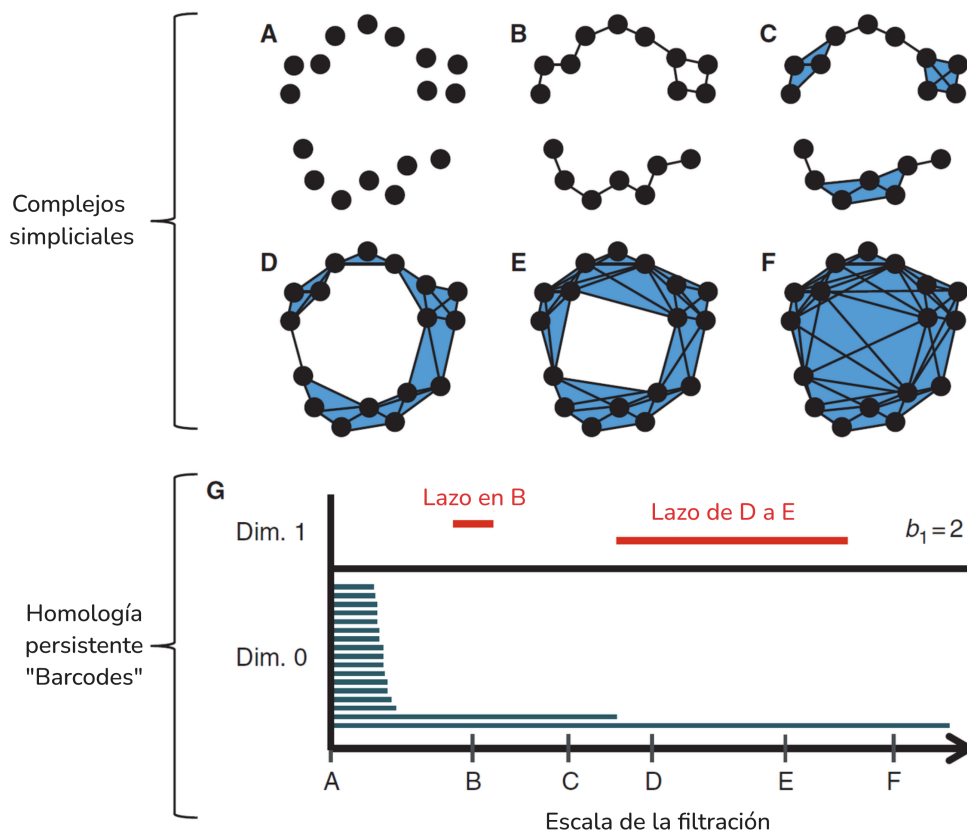 A
B
C
Complejos
simpliciales
D
E
F
G
Lazo en B
Lazo de D a E
Dim. 1
b₁ = 2
Homología
persistente
"Barcodes"
Dim. 0
A
B
C
D
E
F
Escala de la filtración